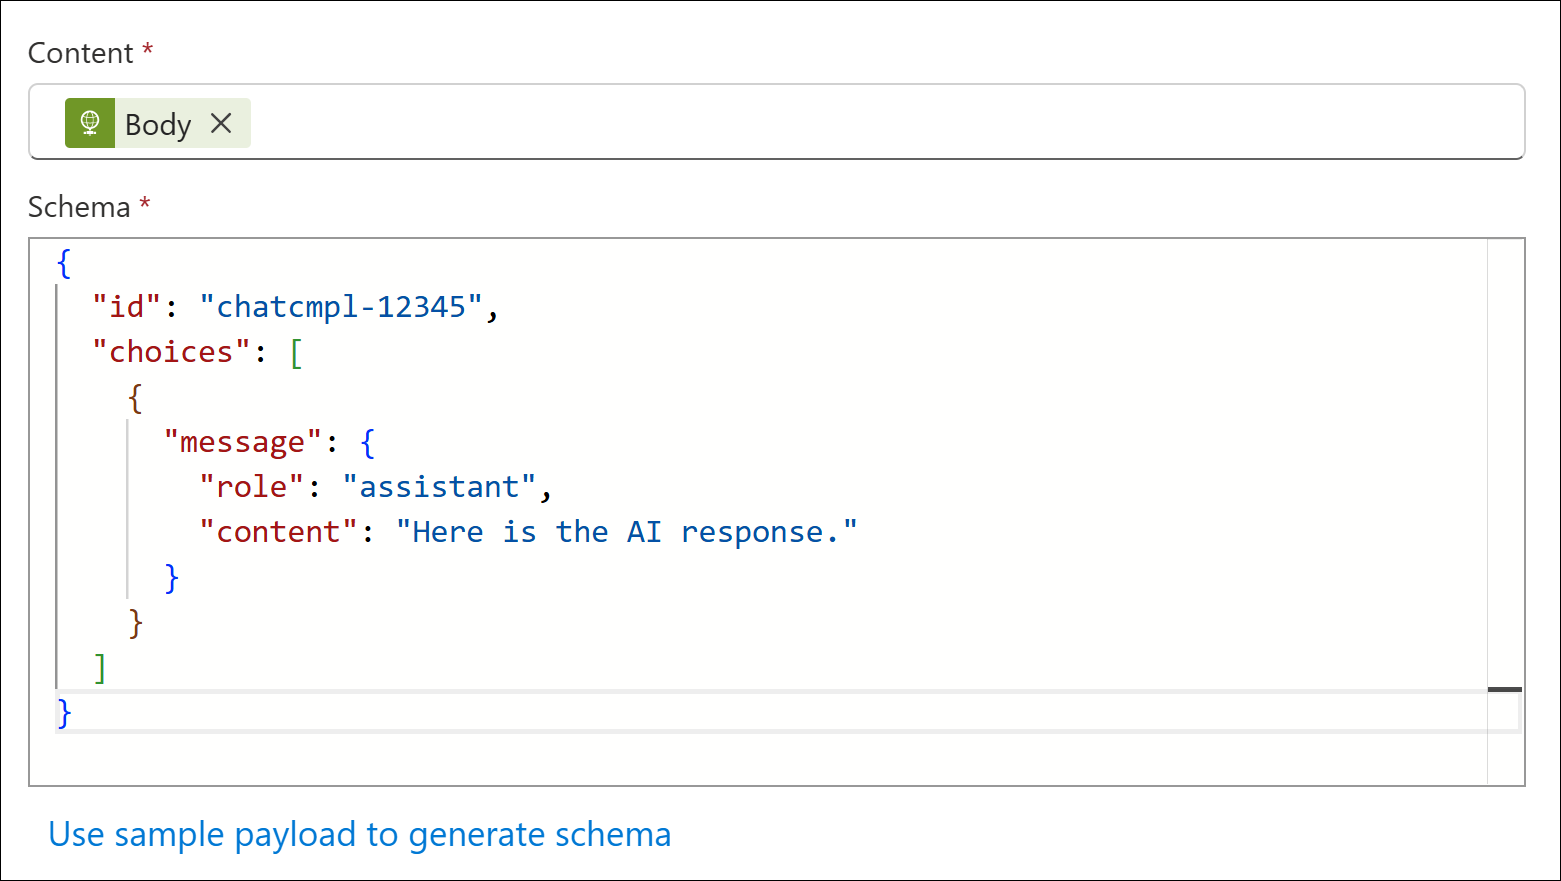 Content *
Body
Schema *
{
"id": "chatcmpl-12345",
"choices": [
{
"message": {
"role": "assistant",
"content": "Here is the AI response."
}
}
]
}
Use sample payload to generate schema